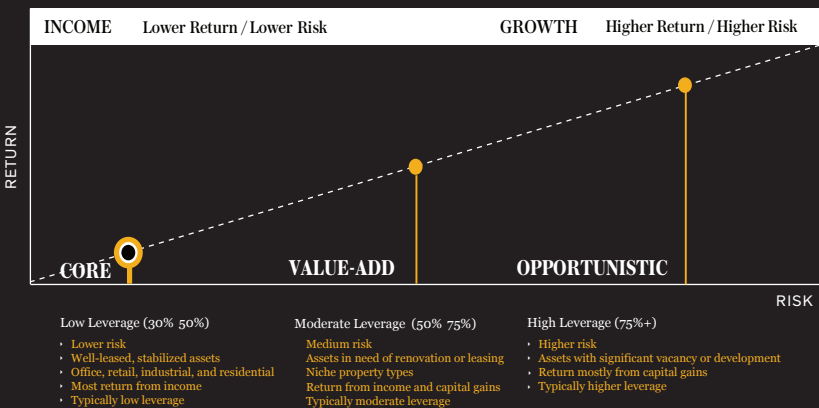 INCOME Lower Return / Lower Risk GROWTH Higher Return / Higher Risk
RETURN
CORE VALUE-ADD OPPORTUNISTIC
RISK
Low Leverage (30% 50%)
· Lower risk
· Well-leased, stabilized assets
· Office, retail, industrial, and residential
· Most return from income
· Typically low leverage
Moderate Leverage (50% 75%)
Medium risk
Assets in need of renovation or leasing
Niche property types
Return from income and capital gains
Typically moderate leverage
High Leverage (75%+)
· Higher risk
· Assets with significant vacancy or development
· Return mostly from capital gains
· Typically higher leverage